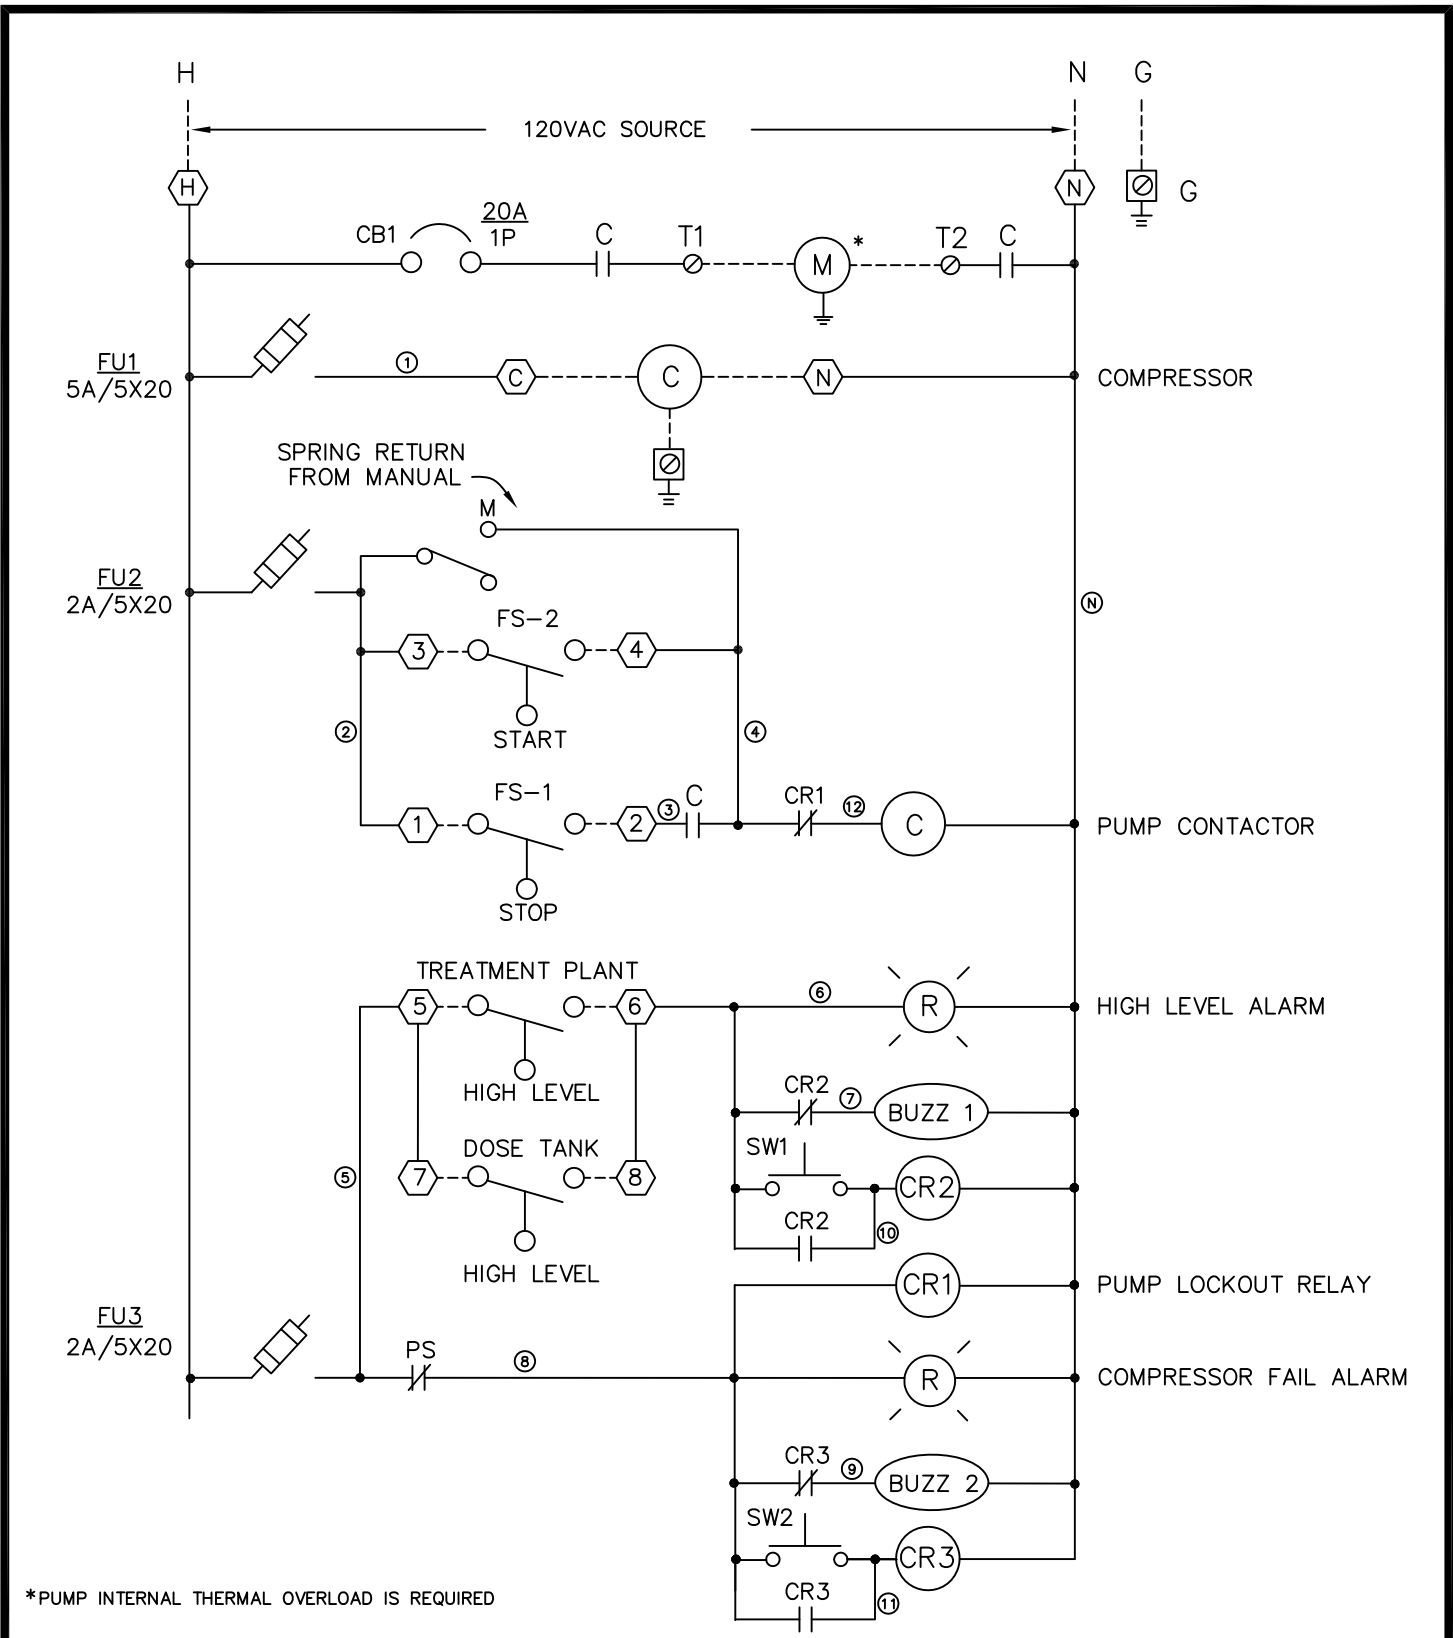 H
N
G
120VAC SOURCE
H
N
G
CB1
20A
1P
C
T1
M
*
T2
C
FU1
5A/5X20
1
C
C
N
COMPRESSOR
SPRING RETURN
FROM MANUAL
M
FU2
2A/5X20
N
FS-2
3
4
START
2
4
FS-1
1
2
3
C
CR1
12
C
PUMP CONTACTOR
STOP
TREATMENT PLANT
5
6
6
R
HIGH LEVEL ALARM
HIGH LEVEL
CR2
7
BUZZ 1
DOSE TANK
SW1
5
7
8
CR2
CR2
10
HIGH LEVEL
CR1
PUMP LOCKOUT RELAY
FU3
2A/5X20
PS
8
R
COMPRESSOR FAIL ALARM
CR3
9
BUZZ 2
SW2
CR3
CR3
11
*PUMP INTERNAL THERMAL OVERLOAD IS REQUIRED